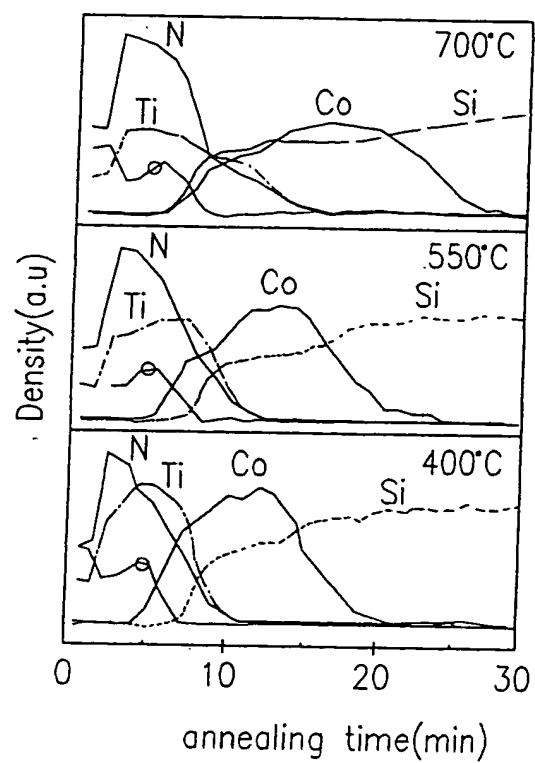 N
700°C
Ti
Co
Si
N
550°C
Ti
Co
Si
N
Ti
Co
400°C
Si
Density(a.u)
0
10
20
30
annealing time(min)